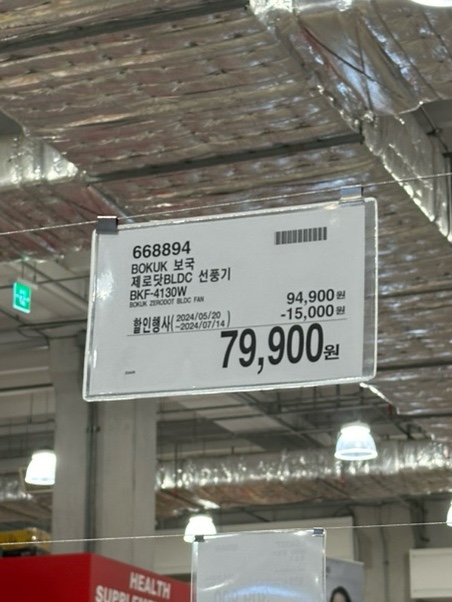 668894
BOKUK 보국
제로닷BLDC 선풍기
BKF-4130W
BOKUK ZERODOT BLDC FAN
94,900원
할인행사(2024/05/20
~2024/07/14)
-15,000원
79,900원
HEALTH